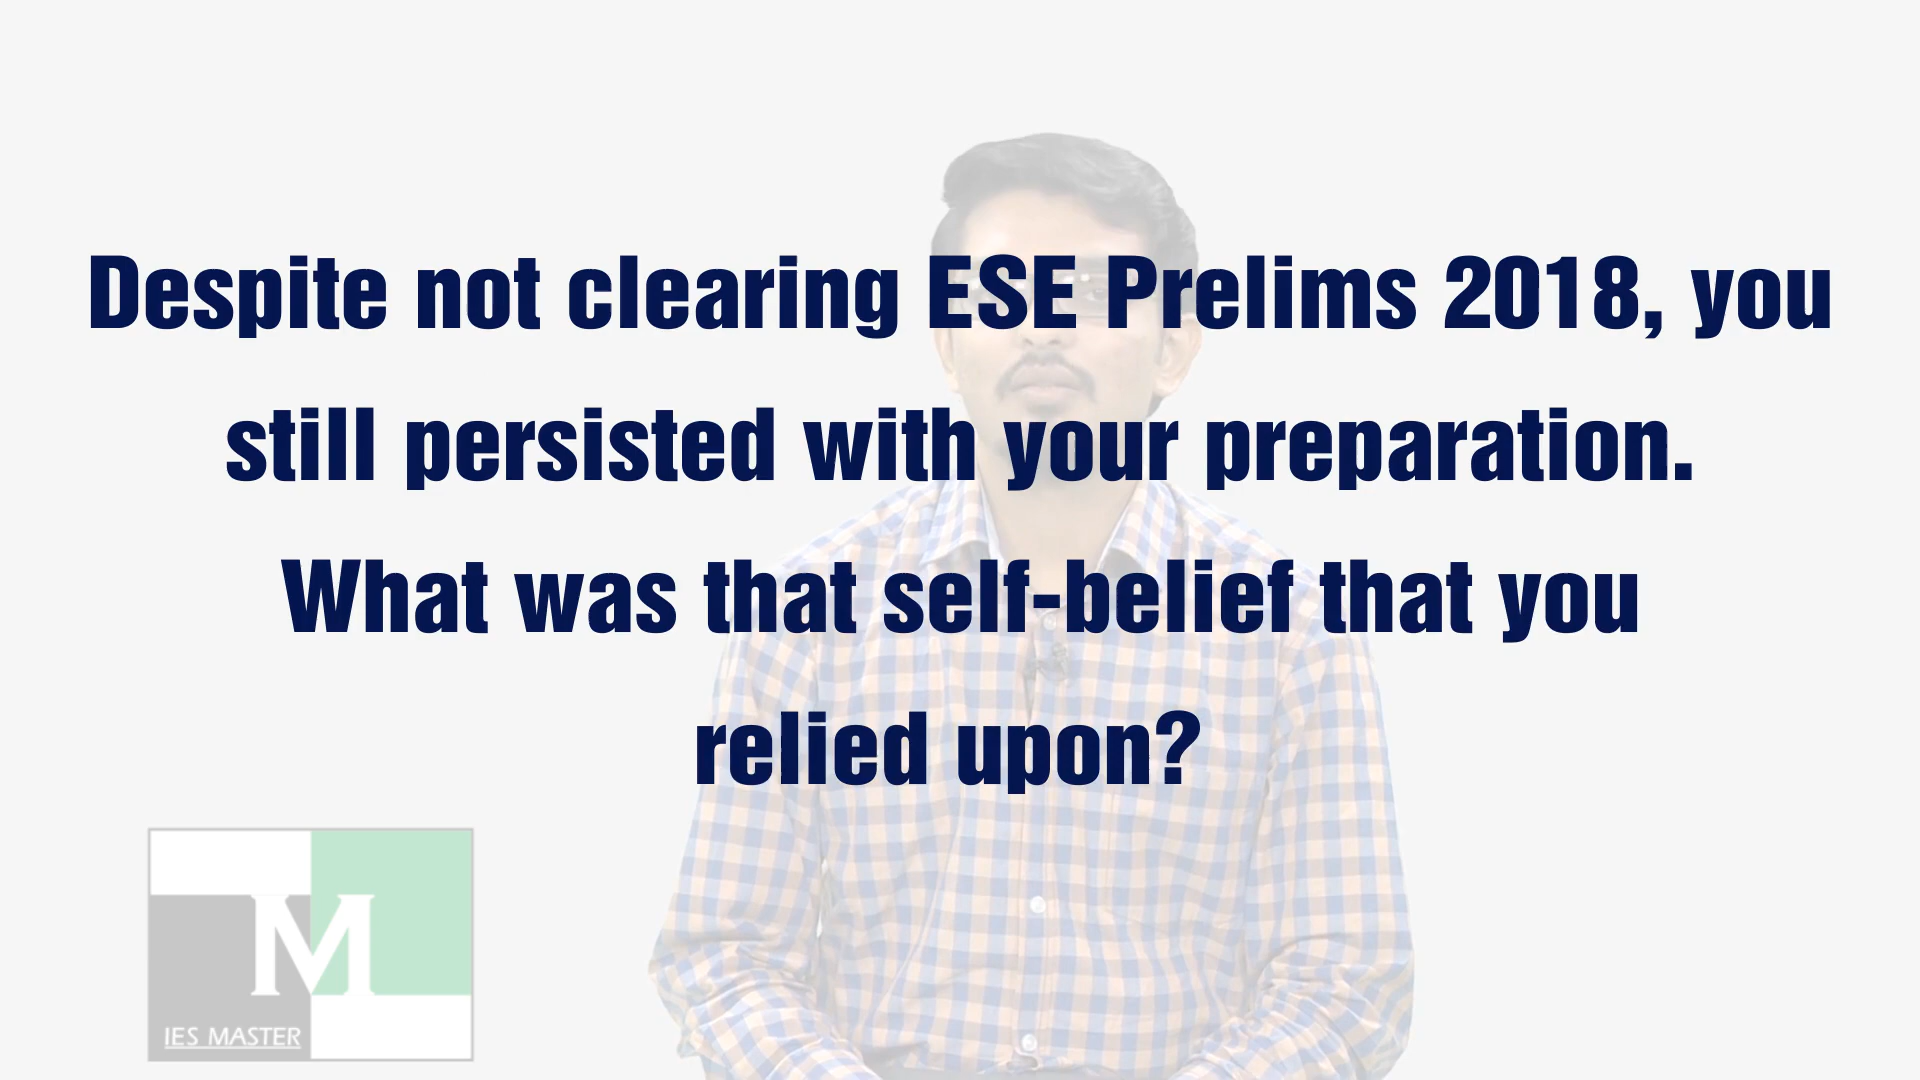 Despite not clearing ESE Prelims 2018, you
still persisted with your preparation.
What was that self-belief that you
relied upon?
M
IES MASTER